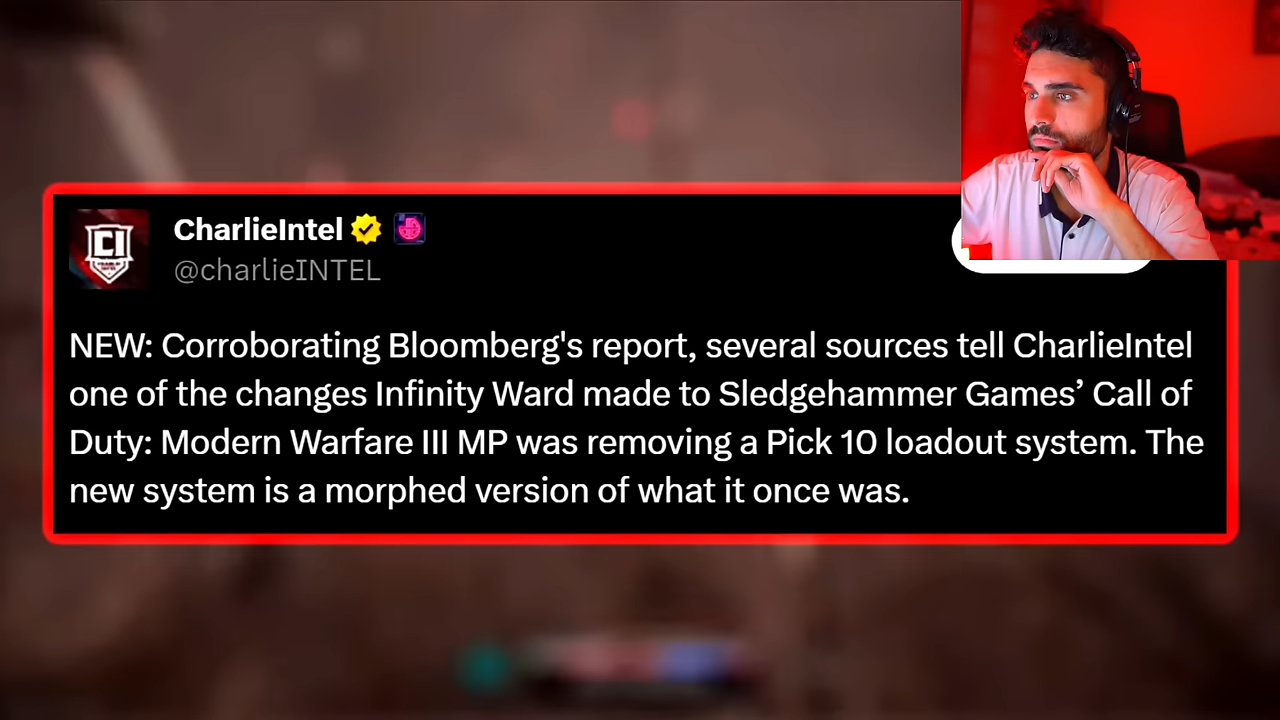 CharlieIntel
@charlieINTEL
CI
NEW: Corroborating Bloomberg's report, several sources tell CharlieIntel
one of the changes Infinity Ward made to Sledgehammer Games’ Call of
Duty: Modern Warfare III MP was removing a Pick 10 loadout system. The
new system is a morphed version of what it once was.